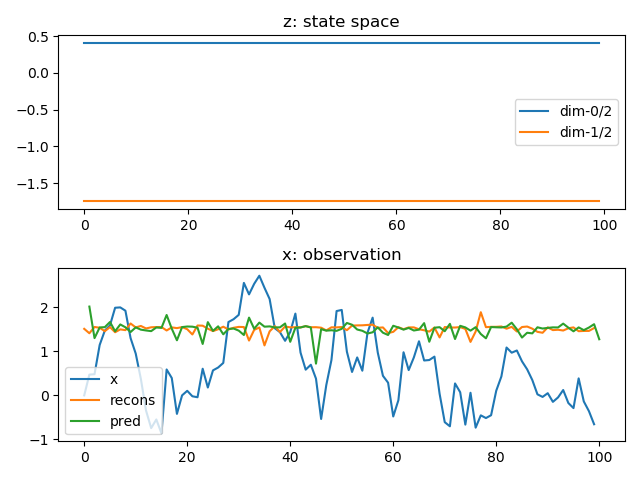 z: state space
0.5
0.0
−0.5
−1.0
−1.5
dim-0/2
dim-1/2
0 20 40 60 80 100
x: observation
2
1
0
−1
x
recons
pred
0 20 40 60 80 100